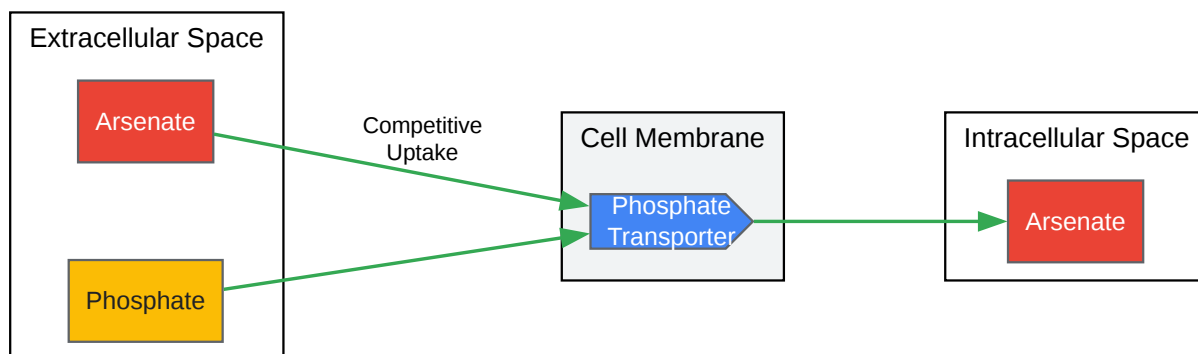 Extracellular Space
Arsenate
Phosphate
Competitive
Uptake
Cell Membrane
Phosphate
Transporter
Intracellular Space
Arsenate